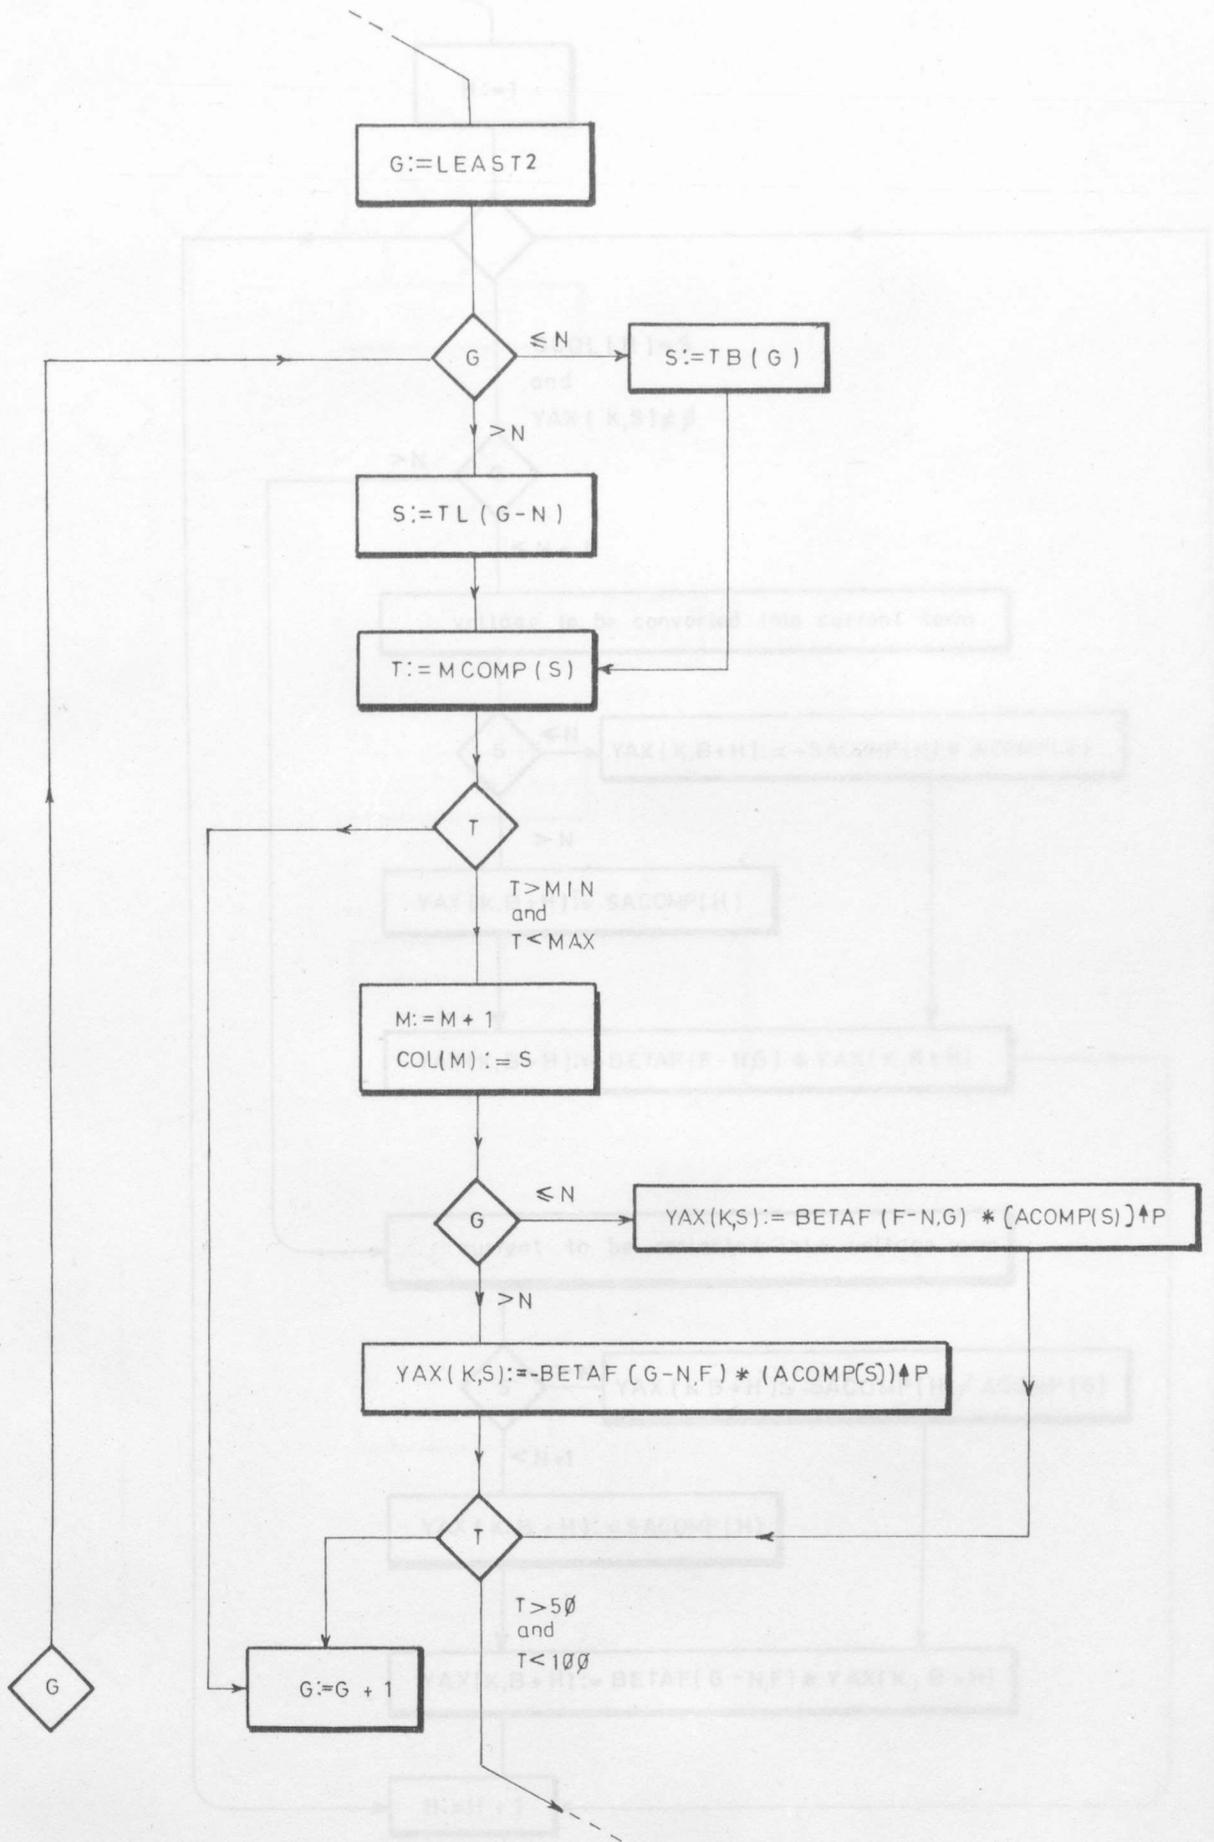 G:=LEAST2
G
≤N
S:=TB(G)
>N
S:=TL(G-N)
T:=MCOMP(S)
T
T>MIN
and
T<MAX
M:=M+1
COL(M):=S
G
≤N
YAX(K,S):= BETAF (F-N,G) * [ACOMP(S)]↑P
>N
YAX(K,S):=-BETAF (G-N,F) * (ACOMP[S))↑P
T
T>5Ø
and
T<1ØØ
G
G:=G+1